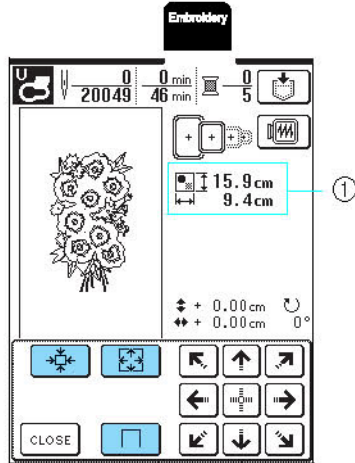 Embroidery
U 0 0 min 0
20049 46 min 5
15.9cm
9.4cm
1
+ 0.00cm
+ 0.00cm 0°
CLOSE